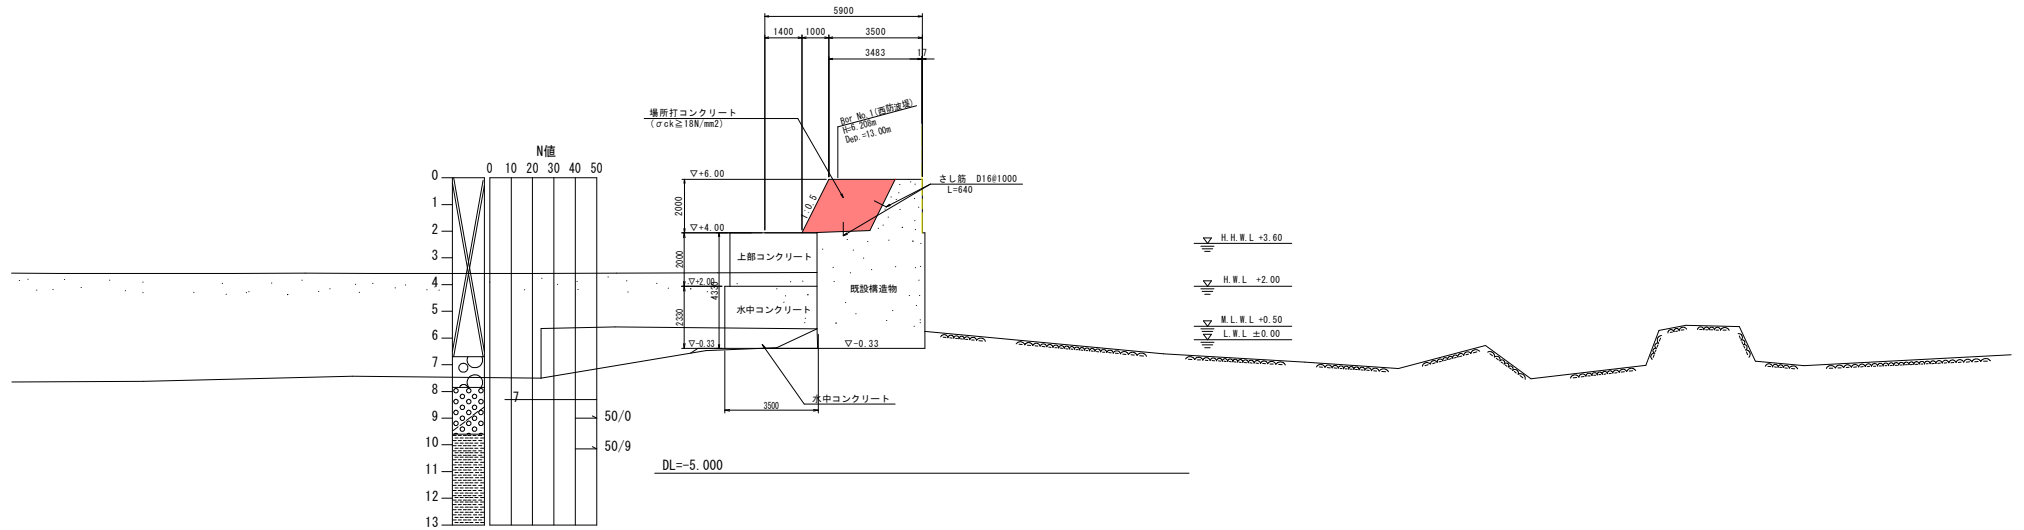 5900
1400 1000 3500
3483 17
場所打コンクリート
(σck≧18N/mm2)
Bor No.1(西防波堤)
H=6.208m
Dep.=13.00m
N値
0 10 20 30 40 50
0
1
2
3
4
5
6
7
8
9
10
11
12
13
7
50/0
50/9
▽+6.00
1:0.5
さし筋 D16@1000
L=640
2000
▽+4.00
上部コンクリート
2000
▽+2.00
4330
既設構造物
水中コンクリート
2330
▽-0.33
▽-0.33
水中コンクリート
3500
H.H.W.L +3.60
H.W.L +2.00
M.L.W.L +0.50
L.W.L ±0.00
DL=-5.000